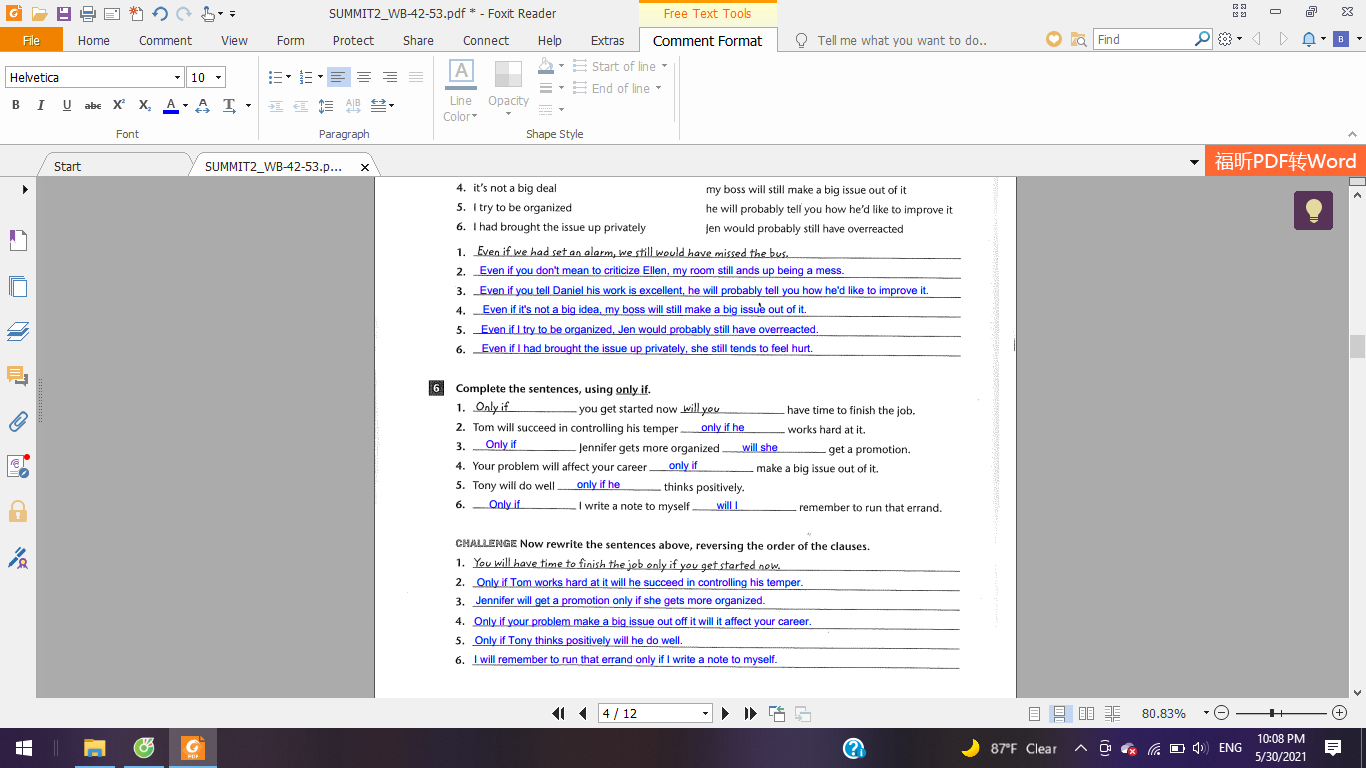 SUMMIT2_WB-42-53.pdf * - Foxit Reader
Free Text Tools
File
Home
Comment
View
Form
Protect
Share
Connect
Help
Extras
Comment Format
Tell me what you want to do..
Find
B
Helvetica
10
B I U abc X² X₂ A A T
Font
Paragraph
A
Line Color
Opacity
Start of line
End of line
Shape Style
Start
SUMMIT2_WB-42-53.p...
福昕PDF转Word
4. it's not a big deal my boss will still make a big issue out of it
5. I try to be organized he will probably tell you how he'd like to improve it
6. I had brought the issue up privately Jen would probably still have overreacted
1. Even if we had set an alarm, we still would have missed the bus.
2. Even if you don't mean to criticize Ellen, my room still ands up being a mess.
3. Even if you tell Daniel his work is excellent, he will probably tell you how he'd like to improve it.
4. Even if it's not a big idea, my boss will still make a big issue out of it.
5. Even if I try to be organized, Jen would probably still have overreacted.
6. Even if I had brought the issue up privately, she still tends to feel hurt.
6 Complete the sentences, using only if.
1. Only if you get started now will you have time to finish the job.
2. Tom will succeed in controlling his temper only if he works hard at it.
3. Only if Jennifer gets more organized will she get a promotion.
4. Your problem will affect your career only if make a big issue out of it.
5. Tony will do well only if he thinks positively.
6. Only if I write a note to myself will I remember to run that errand.
CHALLENGE Now rewrite the sentences above, reversing the order of the clauses.
1. You will have time to finish the job only if you get started now.
2. Only if Tom works hard at it will he succeed in controlling his temper.
3. Jennifer will get a promotion only if she gets more organized.
4. Only if your problem make a big issue out off it will it affect your career.
5. Only if Tony thinks positively will he do well.
6. I will remember to run that errand only if I write a note to myself.
4 / 12
80.83%
87°F Clear
ENG
10:08 PM
5/30/2021